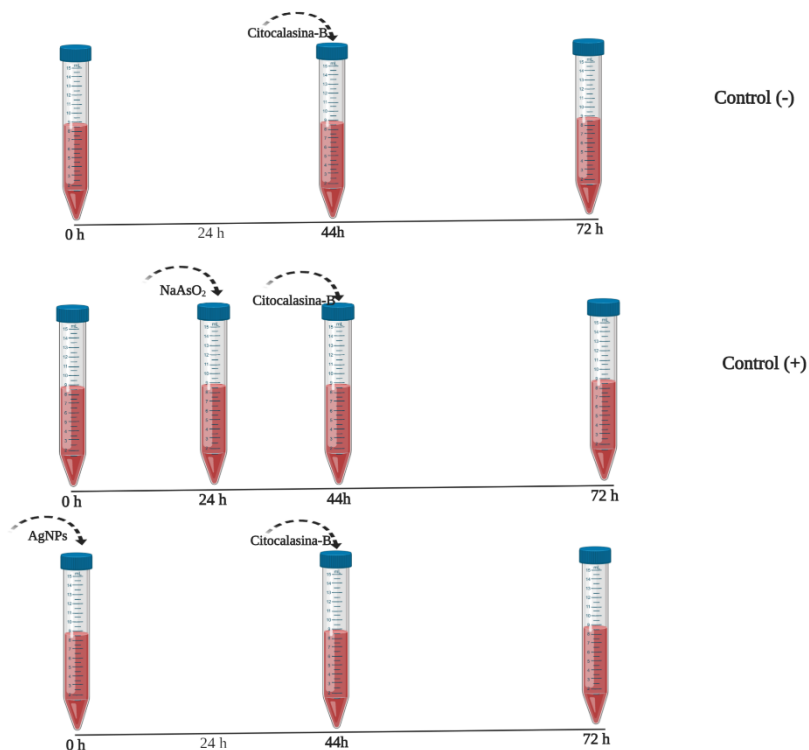 Citocalasina-B
Control (-)
0 h 24 h 44h 72 h
NaAsO₂ Citocalasina-B
Control (+)
0 h 24 h 44h 72 h
AgNPs Citocalasina-B
0 h 24 h 44h 72 h